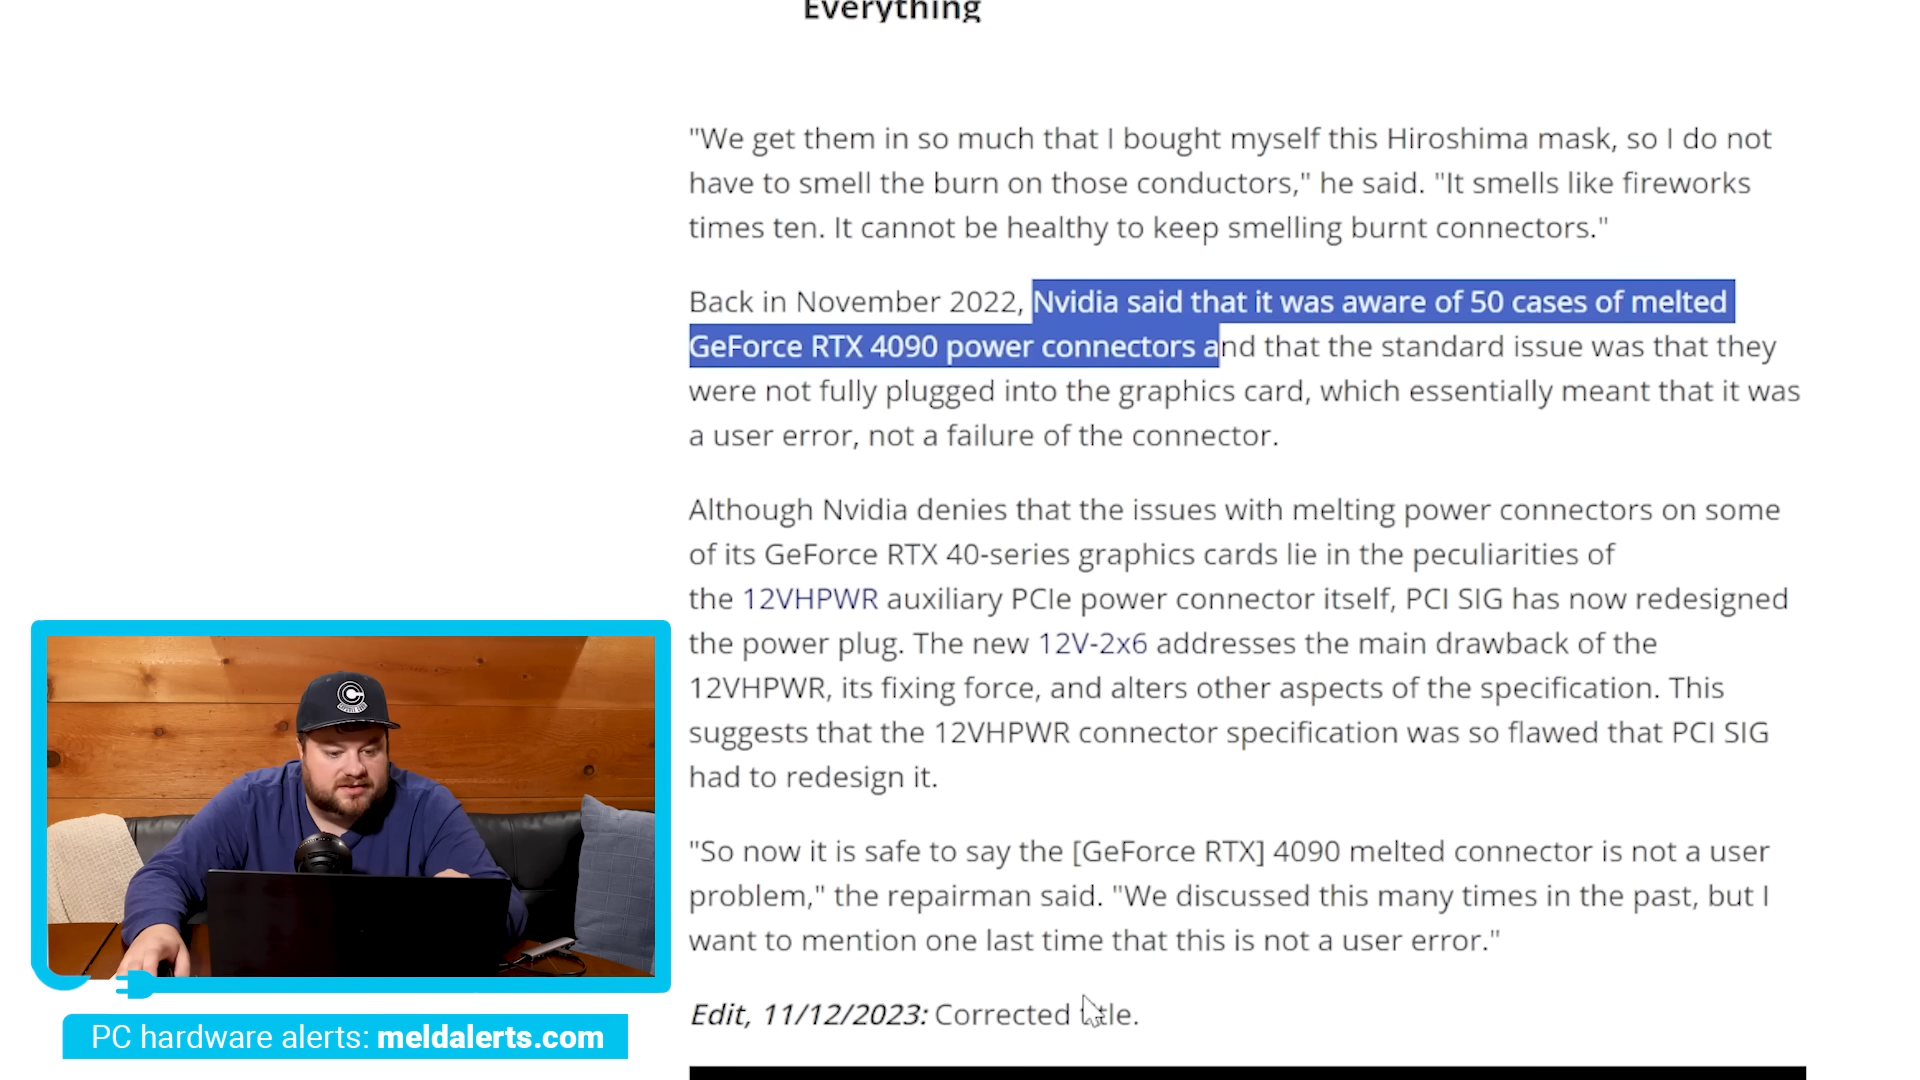 Everything
"We get them in so much that I bought myself this Hiroshima mask, so I do not
have to smell the burn on those conductors," he said. "It smells like fireworks
times ten. It cannot be healthy to keep smelling burnt connectors."
Back in November 2022, Nvidia said that it was aware of 50 cases of melted
GeForce RTX 4090 power connectors and that the standard issue was that they
were not fully plugged into the graphics card, which essentially meant that it was
a user error, not a failure of the connector.
Although Nvidia denies that the issues with melting power connectors on some
of its GeForce RTX 40-series graphics cards lie in the peculiarities of
the 12VHPWR auxiliary PCIe power connector itself, PCI SIG has now redesigned
the power plug. The new 12V-2x6 addresses the main drawback of the
12VHPWR, its fixing force, and alters other aspects of the specification. This
suggests that the 12VHPWR connector specification was so flawed that PCI SIG
had to redesign it.
"So now it is safe to say the [GeForce RTX] 4090 melted connector is not a user
problem," the repairman said. "We discussed this many times in the past, but I
want to mention one last time that this is not a user error."
Edit, 11/12/2023: Corrected title.
PC hardware alerts: meldalerts.com